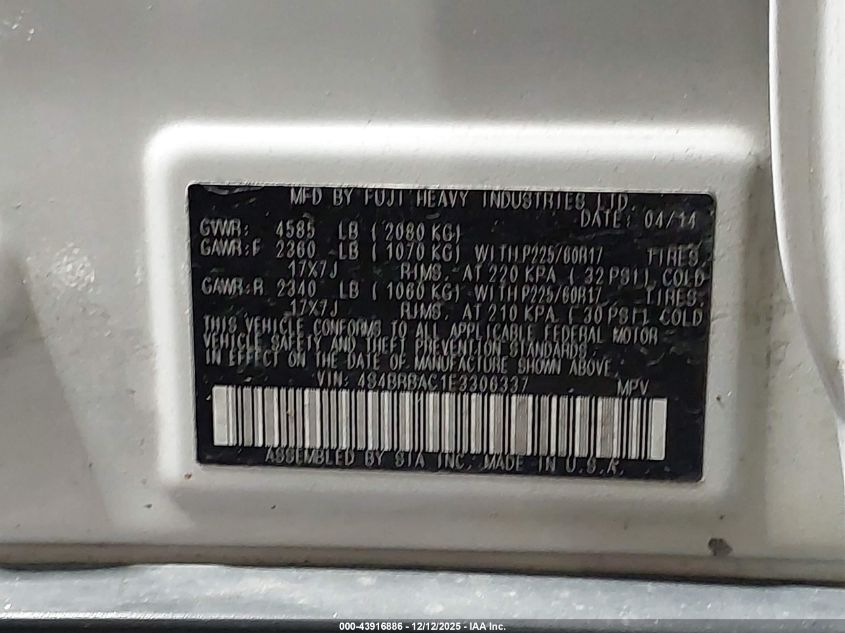 MFD BY FUJI HEAVY INDUSTRIES LTD.
DATE: 04/14
GVWR: 4585 LB ( 2080 KG)
GAWR:F 2360 LB ( 1070 KG) WITH P225/60R17 TIRES,
17X7J RIMS, AT 220 KPA ( 32 PSI) COLD
GAWR:R 2340 LB ( 1060 KG) WITH P225/60R17 TIRES,
17X7J RIMS, AT 210 KPA ( 30 PSI) COLD
THIS VEHICLE CONFORMS TO ALL APPLICABLE FEDERAL MOTOR
VEHICLE SAFETY AND THEFT PREVENTION STANDARDS
IN EFFECT ON THE DATE OF MANUFACTURE SHOWN ABOVE.
VIN: 4S4BRBAC1E3306337 MPV
ASSEMBLED BY SIA INC. MADE IN U.S.A.
000-43916886 - 12/12/2025 - IAA Inc.